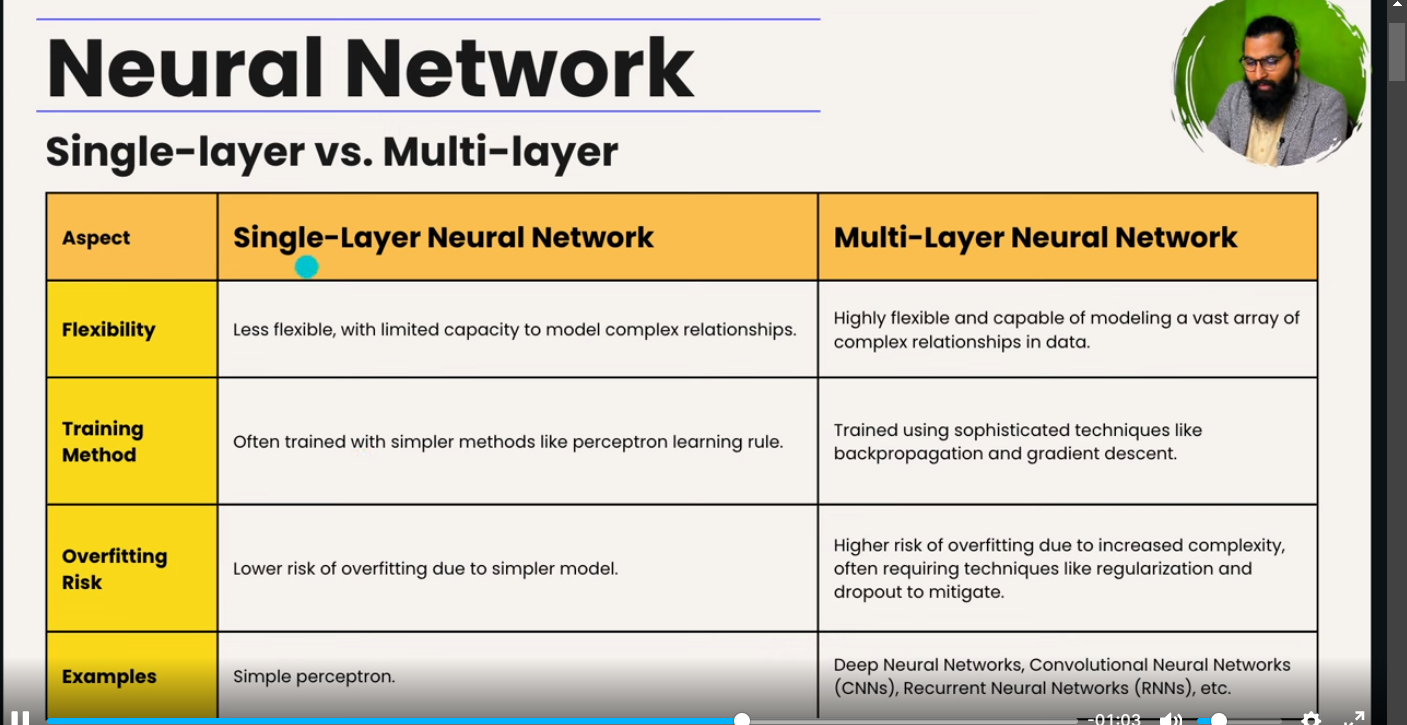 Neural Network
Single-layer vs. Multi-layer
Aspect
Single-Layer Neural Network
Multi-Layer Neural Network
Flexibility
Less flexible, with limited capacity to model complex relationships.
Highly flexible and capable of modeling a vast array of
complex relationships in data.
Training
Method
Often trained with simpler methods like perceptron learning rule.
Trained using sophisticated techniques like
backpropagation and gradient descent.
Overfitting
Risk
Lower risk of overfitting due to simpler model.
Higher risk of overfitting due to increased complexity,
often requiring techniques like regularization and
dropout to mitigate.
Examples
Simple perceptron.
Deep Neural Networks, Convolutional Neural Networks
(CNNs), Recurrent Neural Networks (RNNs), etc.
-01:03